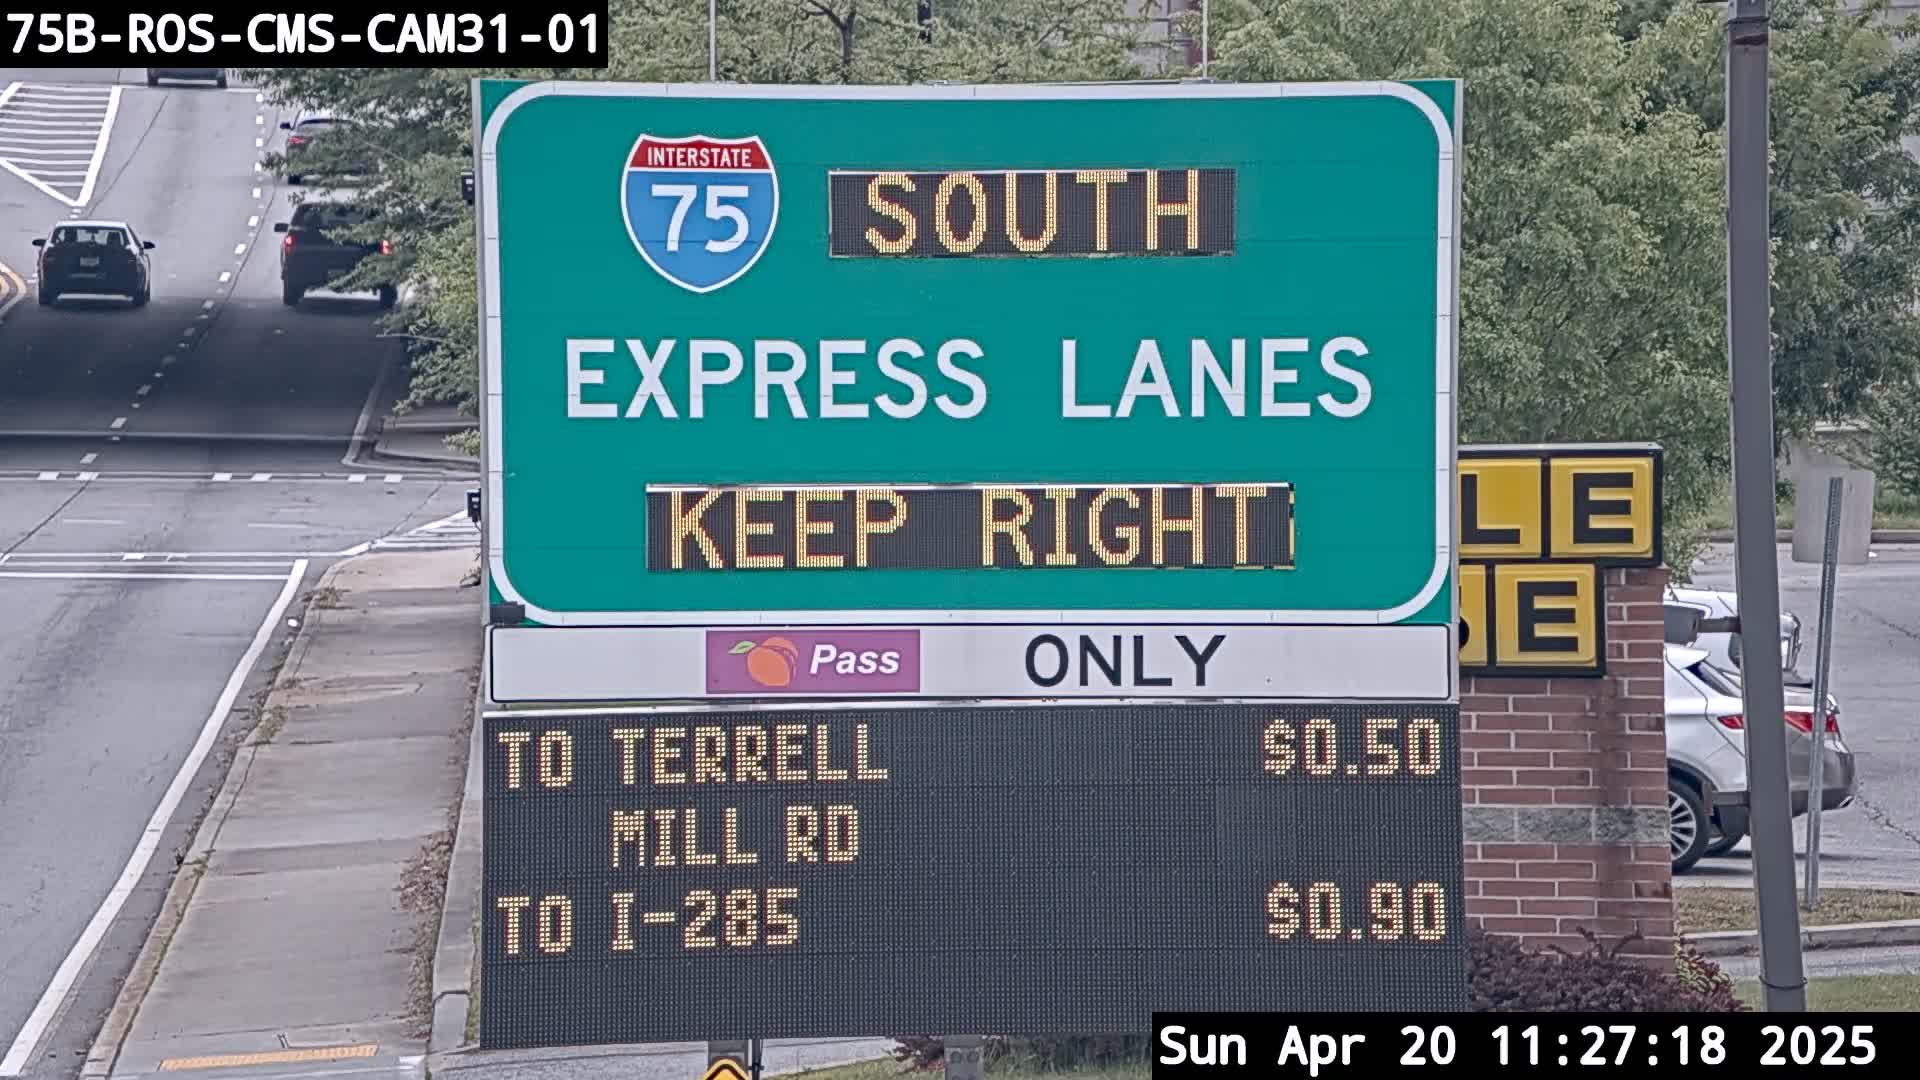 75B-ROS-CMS-CAM31-01
INTERSTATE
75
SOUTH
EXPRESS LANES
KEEP RIGHT
Pass ONLY
TO TERRELL $0.50
MILL RD
TO I-285 $0.90
LE
E
Sun Apr 20 11:27:18 2025